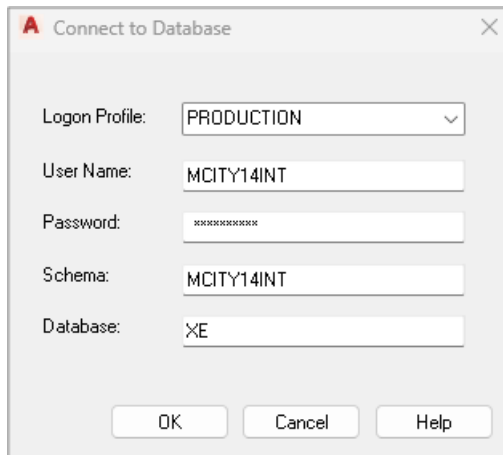 A Connect to Database
Logon Profile: PRODUCTION
User Name: MCITY14INT
Password: **********
Schema: MCITY14INT
Database: XE
OK Cancel Help